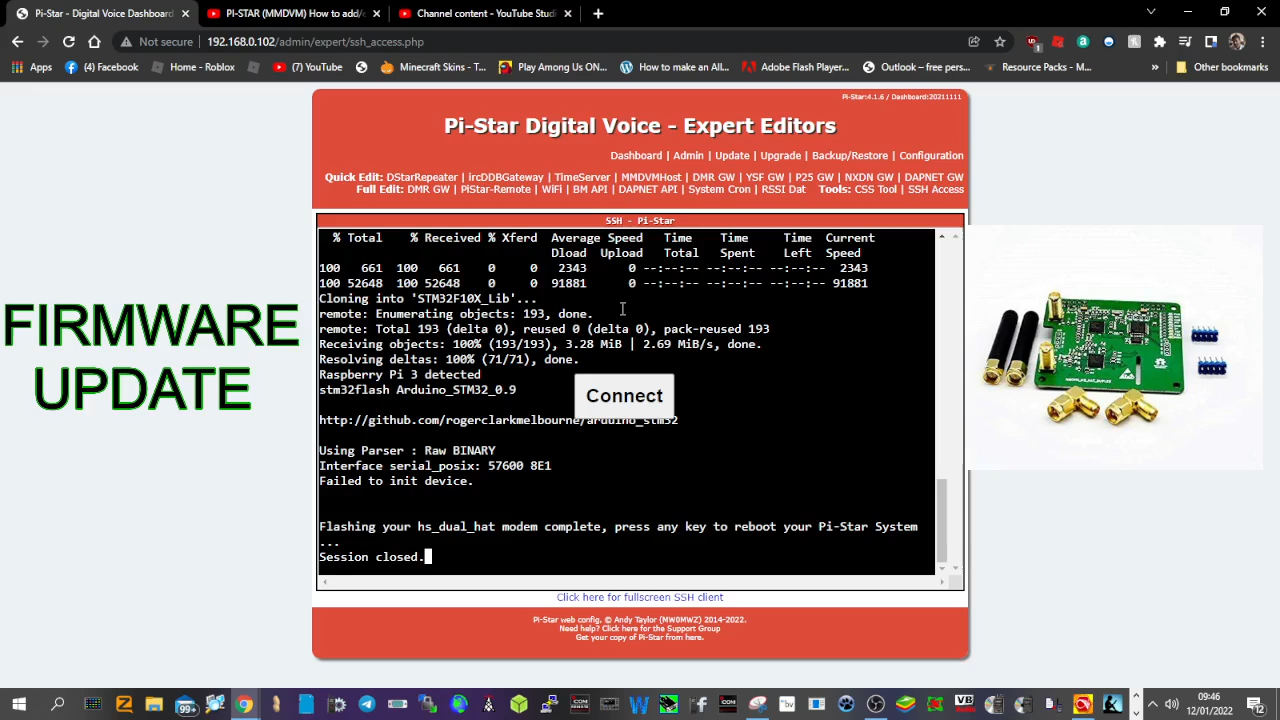 Pi-Star Digital Voice Dashboard
Pi-STAR (MMDVM) How to add/e
Channel content - YouTube Studi
Not secure
192.168.0.102/admin/expert/ssh_access.php
1
Apps
(4) Facebook
Home - Roblox
(7) YouTube
Minecraft Skins - T...
Play Among Us ON...
How to make an All...
Adobe Flash Player...
Outlook – free pers...
Resource Packs - M...
»
Other bookmarks
Pi-Star:4.1.6 / Dashboard:20211111
Pi-Star Digital Voice - Expert Editors
Dashboard | Admin | Update | Upgrade | Backup/Restore | Configuration
Quick Edit: DStarRepeater | ircDDBGateway | TimeServer | MMDVMHost | DMR GW | YSF GW | P25 GW | NXDN GW | DAPNET GW
Full Edit: DMR GW | PiStar-Remote | WiFi | BM API | DAPNET API | System Cron | RSSI Dat Tools: CSS Tool | SSH Access
SSH - Pi-Star
% Total % Received % Xferd Average Speed Time Time Time Current
Dload Upload Total Spent Left Speed
100 661 100 661 0 0 2343 0 --:--:-- --:--:-- --:--:-- 2343
100 52648 0 52648 0 0 91881 0 --:--:-- --:--:-- --:--:-- 91881
Cloning into 'STM32F10X_Lib'...
remote: Enumerating objects: 193, done.
remote: Total 193 (delta 0), reused 0 (delta 0), pack-reused 193
Receiving objects: 100% (193/193), 3.28 MiB | 2.69 MiB/s, done.
Resolving deltas: 100% (71/71), done.
Raspberry Pi 3 detected
stm32flash Arduino_STM32_0.9
Connect
http://github.com/rogerclarkmelbourne/arduino_stm32
Using Parser : Raw BINARY
Interface serial_posix: 57600 8E1
Failed to init device.
Flashing your hs_dual_hat modem complete, press any key to reboot your Pi-Star System
...
Session closed.
Click here for fullscreen SSH client
Pi-Star web config, © Andy Taylor (MW0MWZ) 2014-2022.
Need help? Click here for the Support Group
Get your copy of Pi-Star from here.
FIRMWARE
UPDATE
99+
09:46
12/01/2022
12